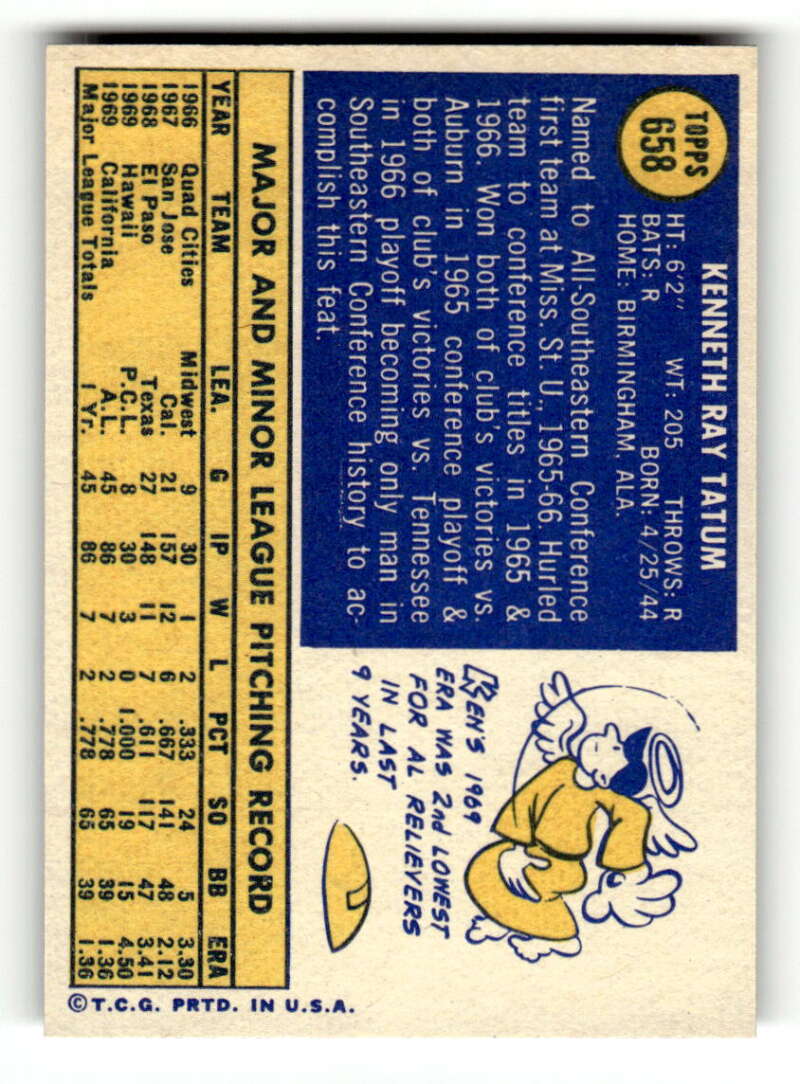 TOPPS
658
KENNETH RAY TATUM
HT: 6'2" WT: 205 THROWS: R
BATS: R BORN: 4/25/44
HOME: BIRMINGHAM, ALA.
Named to All-Southeastern Conference
first team at Miss. St. U., 1965-66. Hurled
team to conference titles in 1965 &
1966. Won both of club's victories vs.
Auburn in 1965 conference playoff &
both of club's victories vs. Tennessee
in 1966 playoff becoming only man in
Southeastern Conference history to ac-
complish this feat.
KEN'S 1969
ERA WAS 2nd LOWEST
FOR AL RELIEVERS
IN LAST
9 YEARS.
MAJOR AND MINOR LEAGUE PITCHING RECORD
YEAR TEAM LEA. G IP W L PCT SO BB ERA
1966 Quad Cities Midwest 9 30 1 2 .333 24 5 3.30
1967 San Jose Cal. 21 157 12 6 .667 141 48 2.12
1968 El Paso Texas 27 148 11 7 .611 117 47 3.41
1969 Hawaii P.C.L. 8 30 3 0 1.000 19 15 4.50
1969 California A.L. 45 86 7 2 .778 65 39 1.36
Major League Totals 1 Yr. 45 86 7 2 .778 65 39 1.36
©T.C.G. PRTD. IN U.S.A.